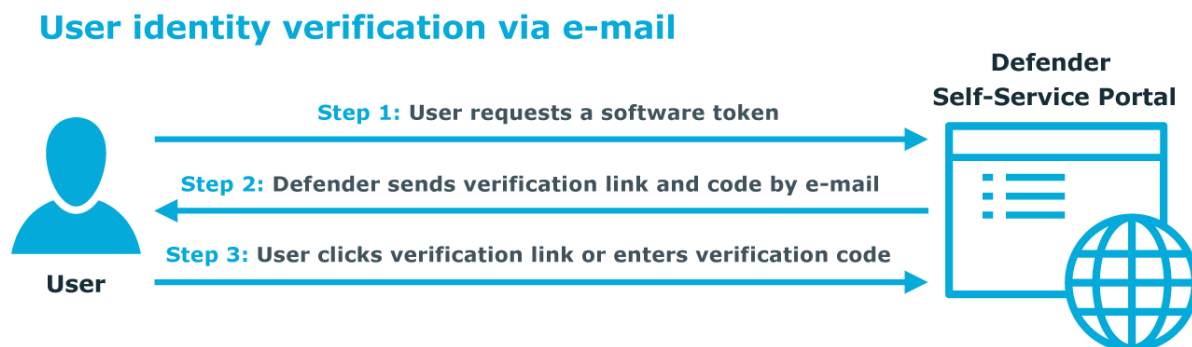 User identity verification via e-mail
Defender
Self-Service Portal
Step 1: User requests a software token
Step 2: Defender sends verification link and code by e-mail
Step 3: User clicks verification link or enters verification code
User